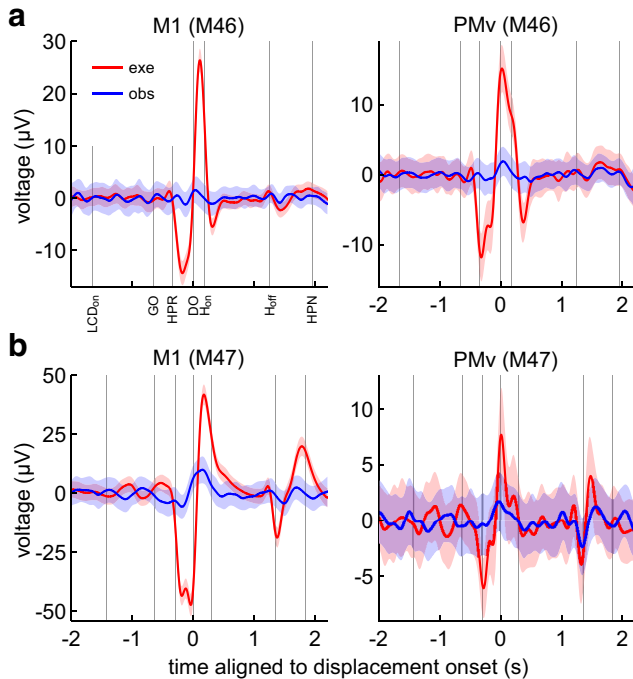 a
M1 (M46)
PMv (M46)
exe
obs
voltage (µV)
30
20
10
0
-10
10
0
-10
LCDon
GO
HPR
DO
Hon
Hoff
HPN
-2 -1 0 1 2
b
M1 (M47)
PMv (M47)
voltage (µV)
50
25
0
-25
-50
10
5
0
-5
-2 -1 0 1 2
-2 -1 0 1 2
time aligned to displacement onset (s)